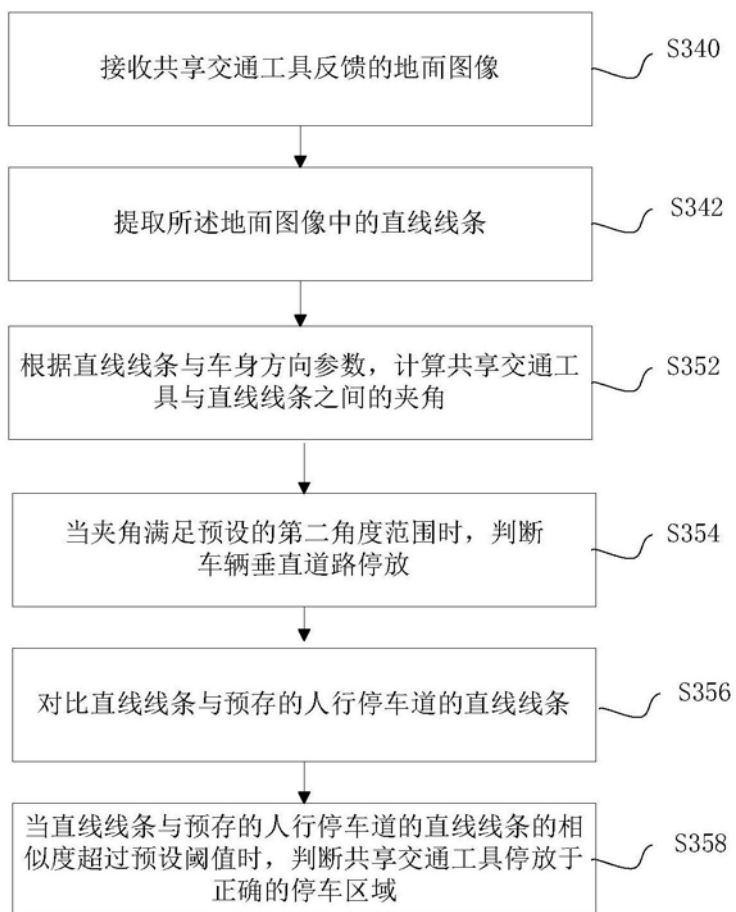 接收共享交通工具反馈的地面图像
S340
提取所述地面图像中的直线线条
S342
根据直线线条与车身方向参数，计算共享交通工
具与直线线条之间的夹角
S352
当夹角满足预设的第二角度范围时，判断
车辆垂直道路停放
S354
对比直线线条与预存的人行停车道的直线线条
S356
当直线线条与预存的人行停车道的直线线条的相
似度超过预设阈值时，判断共享交通工具停放于
正确的停车区域
S358